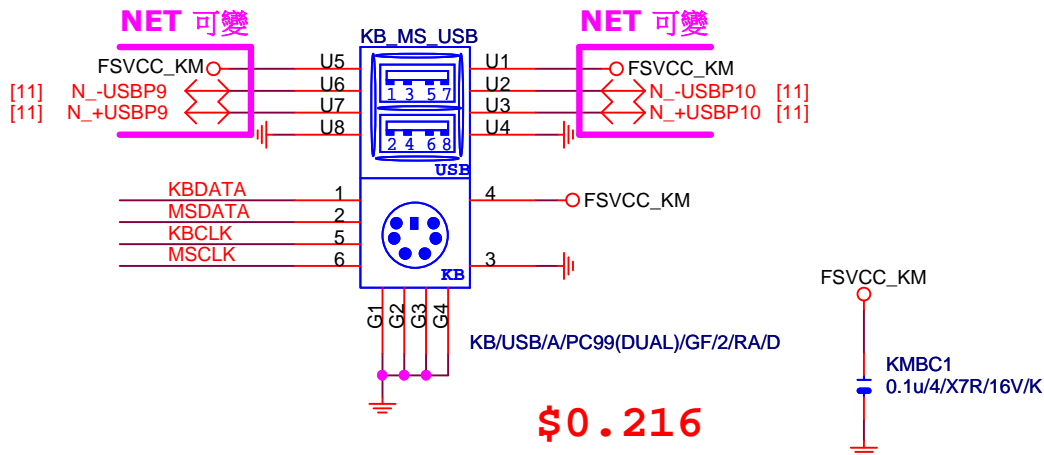 NET 可變
NET 可變
KB_MS_USB
FSVCC_KM
U5
U1
FSVCC_KM
[11]
N_-USBP9
U6
1 3 5 7
U2
N_-USBP10
[11]
[11]
N_+USBP9
U7
U3
N_+USBP10
[11]
U8
2 4 6 8
U4
USB
KBDATA
1
4
FSVCC_KM
MSDATA
2
KBCLK
5
MSCLK
6
3
KB
G1
G2
G3
G4
KB/USB/A/PC99(DUAL)/GF/2/RA/D
$0.216
FSVCC_KM
KMBC1
0.1u/4/X7R/16V/K